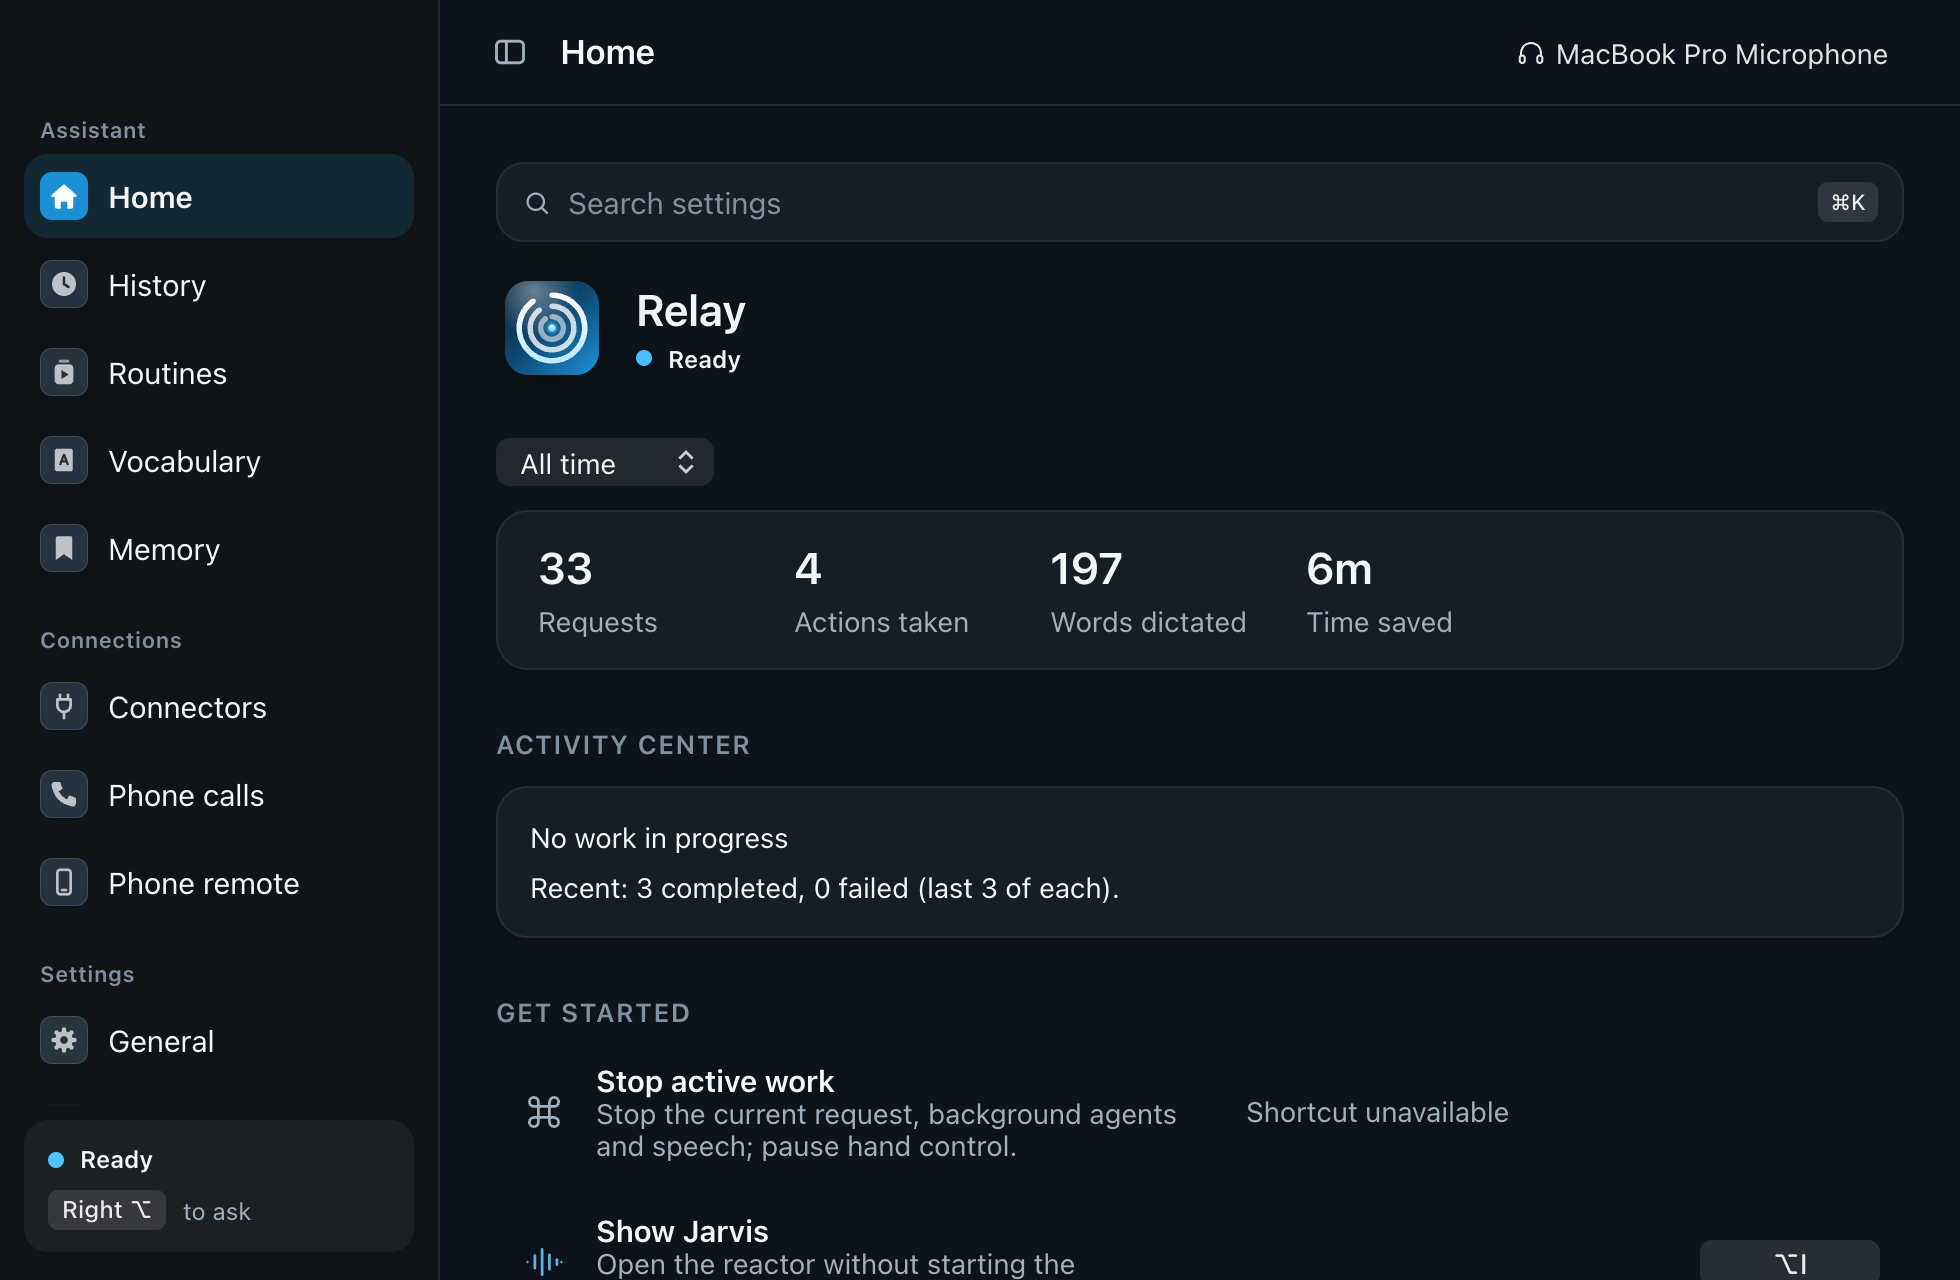 Home
MacBook Pro Microphone
Assistant
Home
History
Routines
Vocabulary
Memory
Connections
Connectors
Phone calls
Phone remote
Settings
General
Ready
Right ⌥ to ask
Search settings
⌘K
Relay
Ready
All time
33
Requests
4
Actions taken
197
Words dictated
6m
Time saved
ACTIVITY CENTER
No work in progress
Recent: 3 completed, 0 failed (last 3 of each).
GET STARTED
Stop active work
Stop the current request, background agents
and speech; pause hand control.
Shortcut unavailable
Show Jarvis
Open the reactor without starting the
⌥I